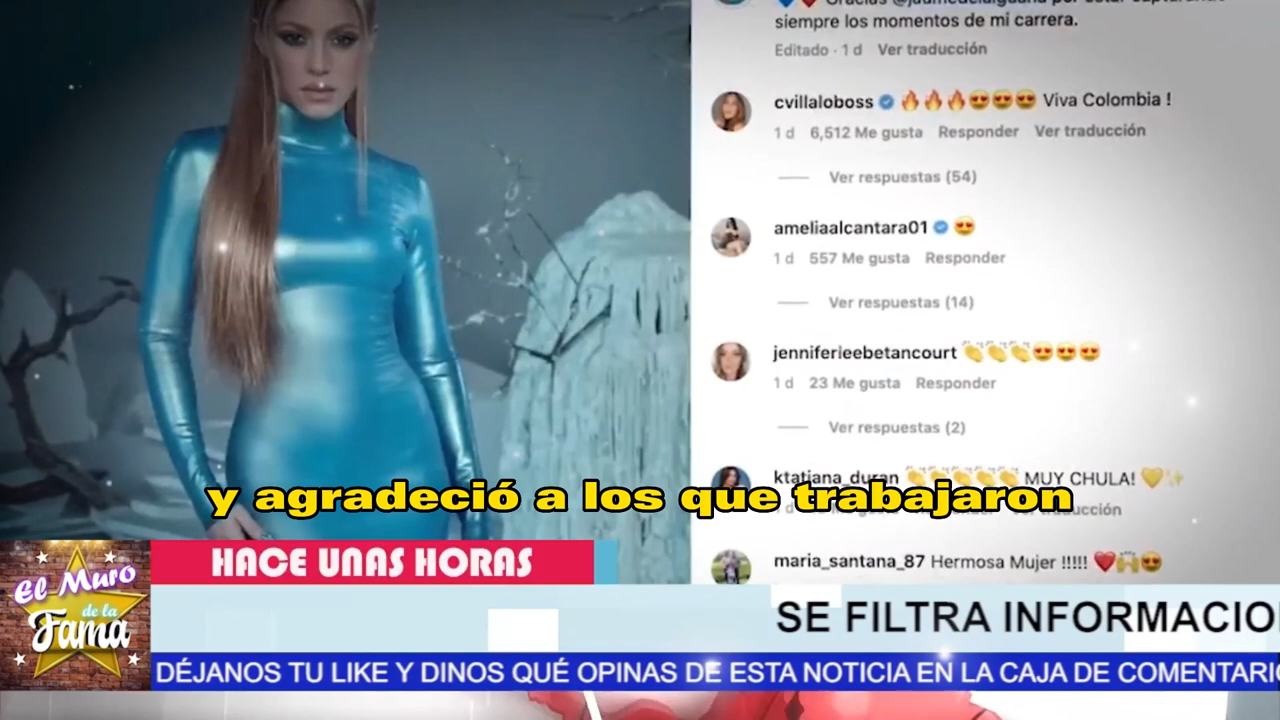 siempre los momentos de mi carrera.
Editado · 1 d Ver traducción
cvillaloboss 🔥🔥🔥😍😍😍 Viva Colombia !
1 d 6,512 Me gusta Responder Ver traducción
Ver respuestas (54)
ameliaalcantara01 😍
1 d 557 Me gusta Responder
Ver respuestas (14)
jenniferleebetancourt 👏👏👏😍😍😍
1 d 23 Me gusta Responder
Ver respuestas (2)
ktatiana_duran 👏👏👏👏👏 MUY CHULA! 💛✨
y agradeció a los que trabajaron
maria_santana_87 Hermosa Mujer !!!!! ❤️🙌😍
HACE UNAS HORAS
El Muro
de la
Fama
SE FILTRA INFORMACIO
DÉJANOS TU LIKE Y DINOS QUÉ OPINAS DE ESTA NOTICIA EN LA CAJA DE COMENTARIO